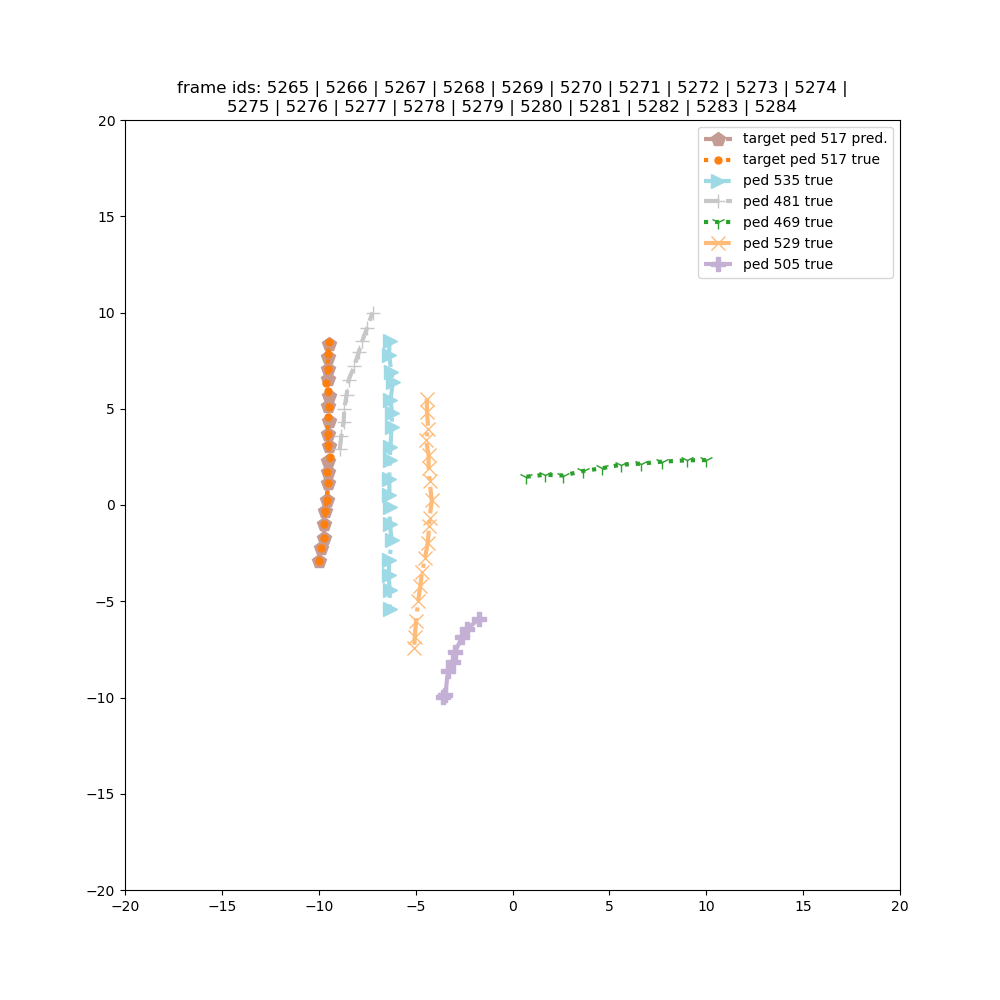 frame ids: 5265 | 5266 | 5267 | 5268 | 5269 | 5270 | 5271 | 5272 | 5273 | 5274 |
5275 | 5276 | 5277 | 5278 | 5279 | 5280 | 5281 | 5282 | 5283 | 5284
target ped 517 pred.
target ped 517 true
ped 535 true
ped 481 true
ped 469 true
ped 529 true
ped 505 true
20
15
10
5
0
−5
−10
−15
−20
−20 −15 −10 −5 0 5 10 15 20